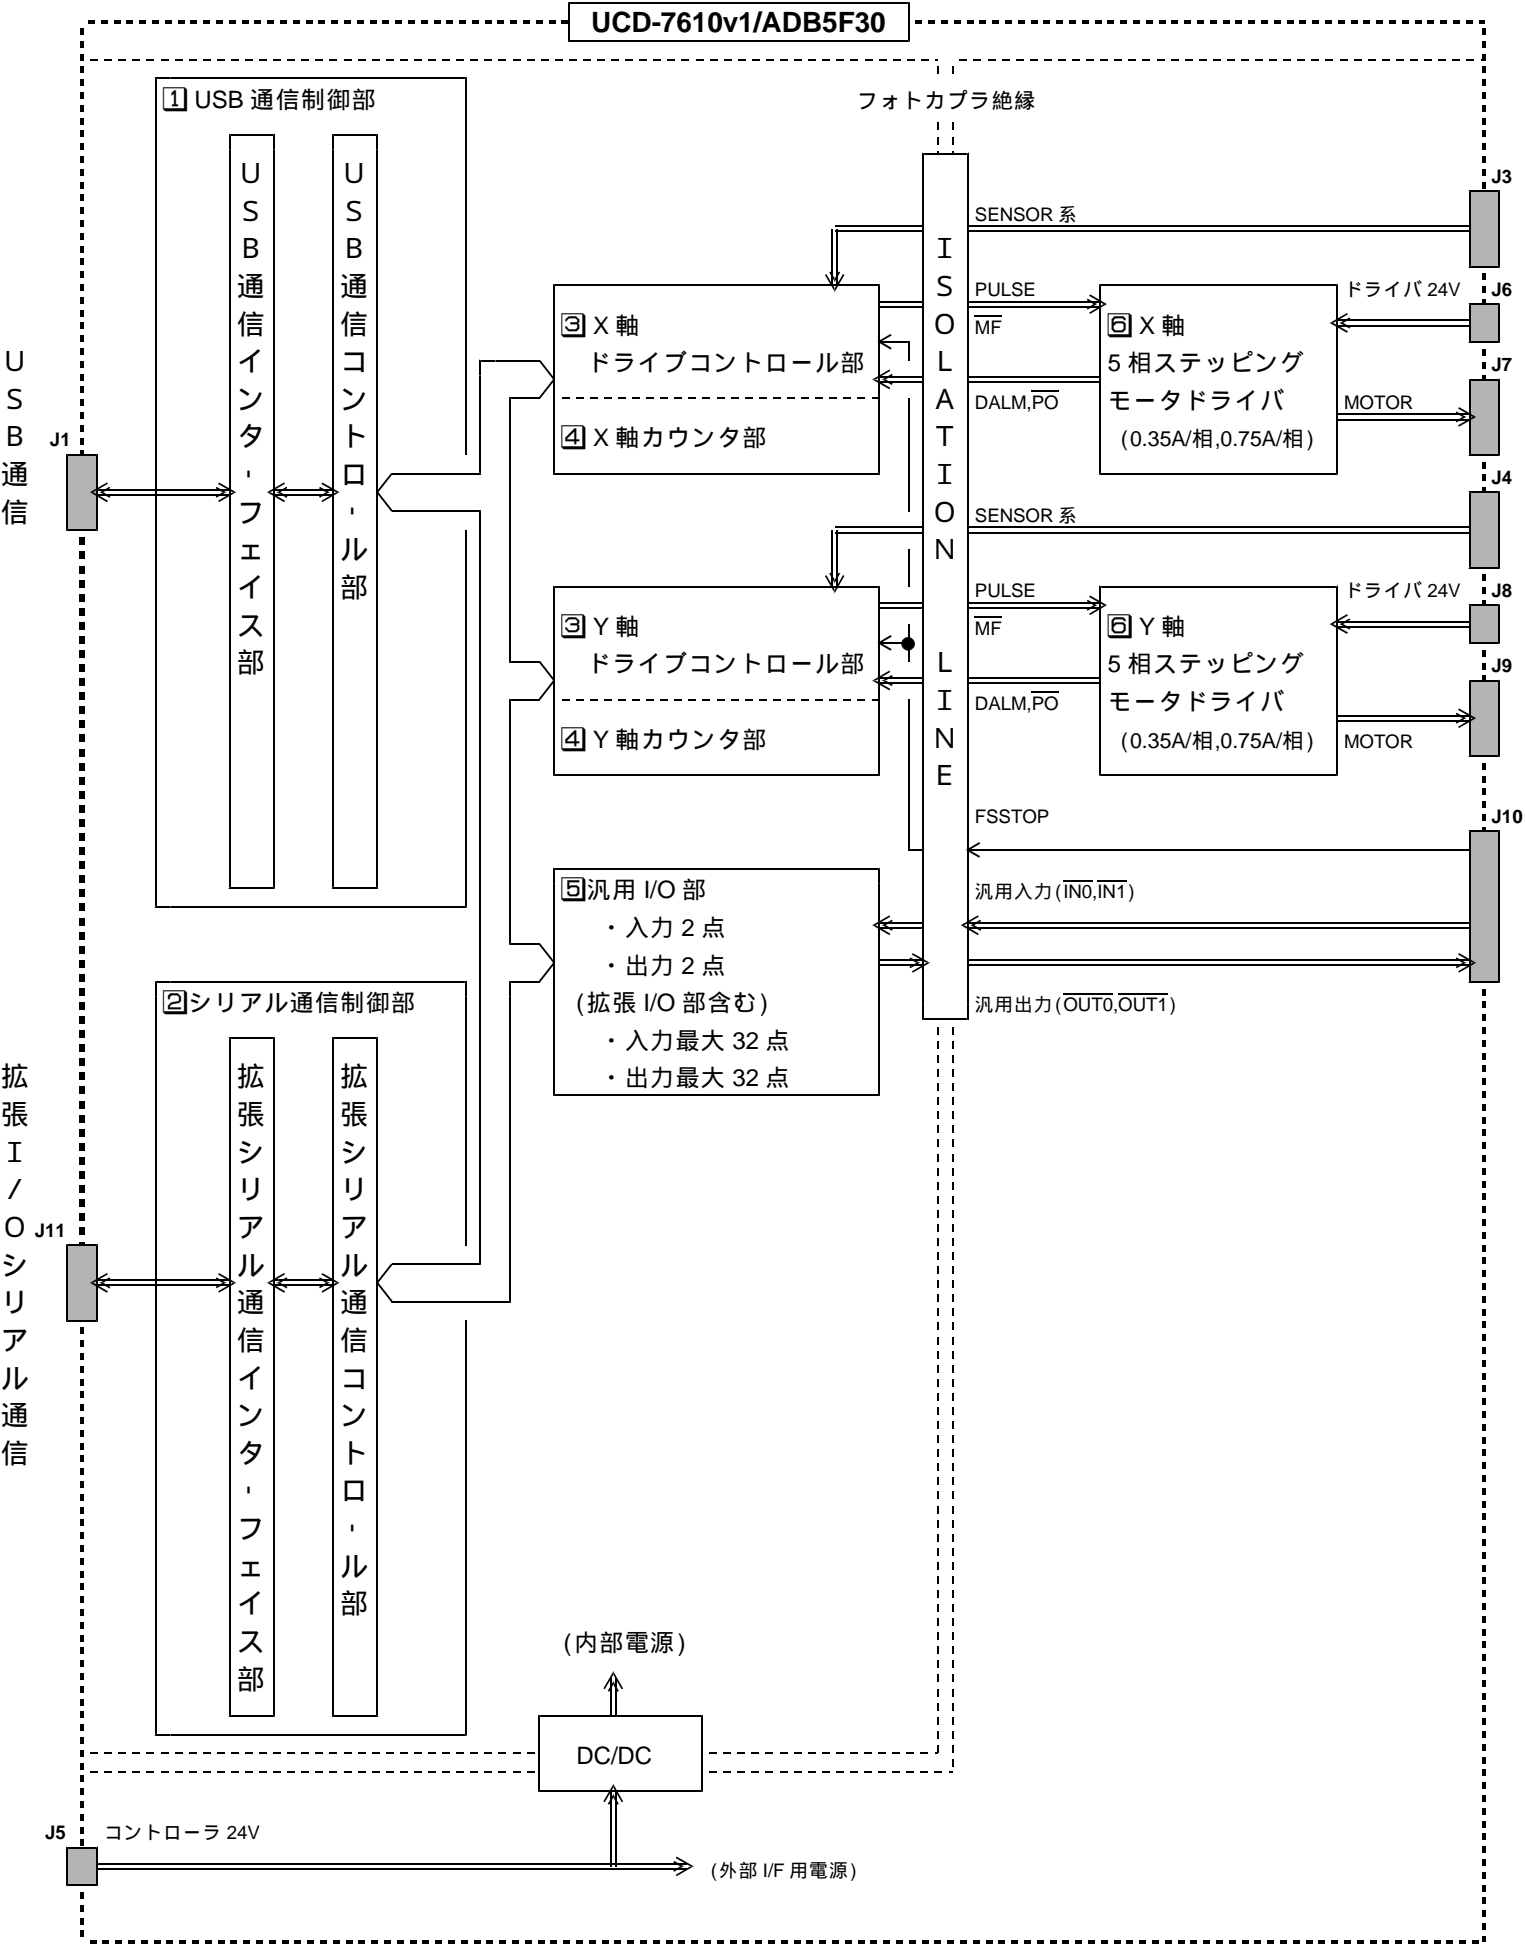 UCD-7610v1/ADB5F30
フォトカプラ絶縁
1 USB 通信制御部
USB通信インタ-フェイス部
USB通信コントロ-ル部
USB通信
J1
ISOLATION LINE
J3
SENSOR 系
3 X 軸
ドライブコントロール部
4 X 軸カウンタ部
PULSE
M̅F̅
DALM,P̅O̅
6 X 軸
5 相ステッピング
モータドライバ
(0.35A/相,0.75A/相)
ドライバ 24V
J6
J7
MOTOR
J4
SENSOR 系
3 Y 軸
ドライブコントロール部
4 Y 軸カウンタ部
PULSE
M̅F̅
DALM,P̅O̅
6 Y 軸
5 相ステッピング
モータドライバ
(0.35A/相,0.75A/相)
ドライバ 24V
J8
J9
MOTOR
FSSTOP
J10
5汎用 I/O 部
・入力 2 点
・出力 2 点
(拡張 I/O 部含む)
・入力最大 32 点
・出力最大 32 点
汎用入力(I̅N̅0̅,I̅N̅1̅)
汎用出力(O̅U̅T̅0̅,O̅U̅T̅1̅)
2シリアル通信制御部
拡張シリアル通信インタ-フェイス部
拡張シリアル通信コントロ-ル部
拡張I/Oシリアル通信
J11
(内部電源)
DC/DC
J5
コントローラ 24V
(外部 I/F 用電源)